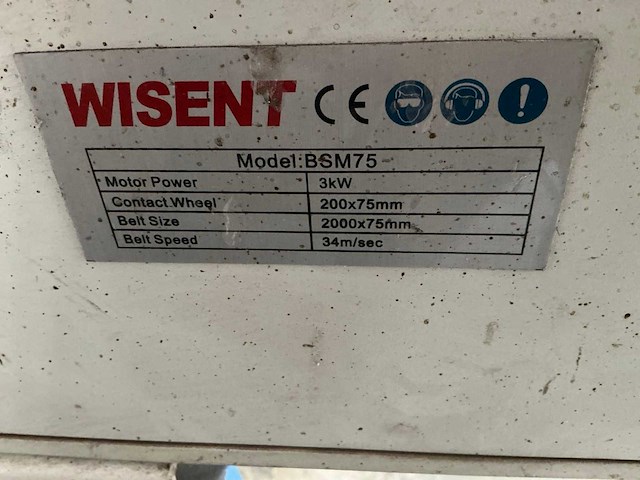 WISENT CE !
Model:BSM75
Motor Power 3kW
Contact.Wheel 200x75mm
Belt Size 2000x75mm
Belt Speed 34m/sec